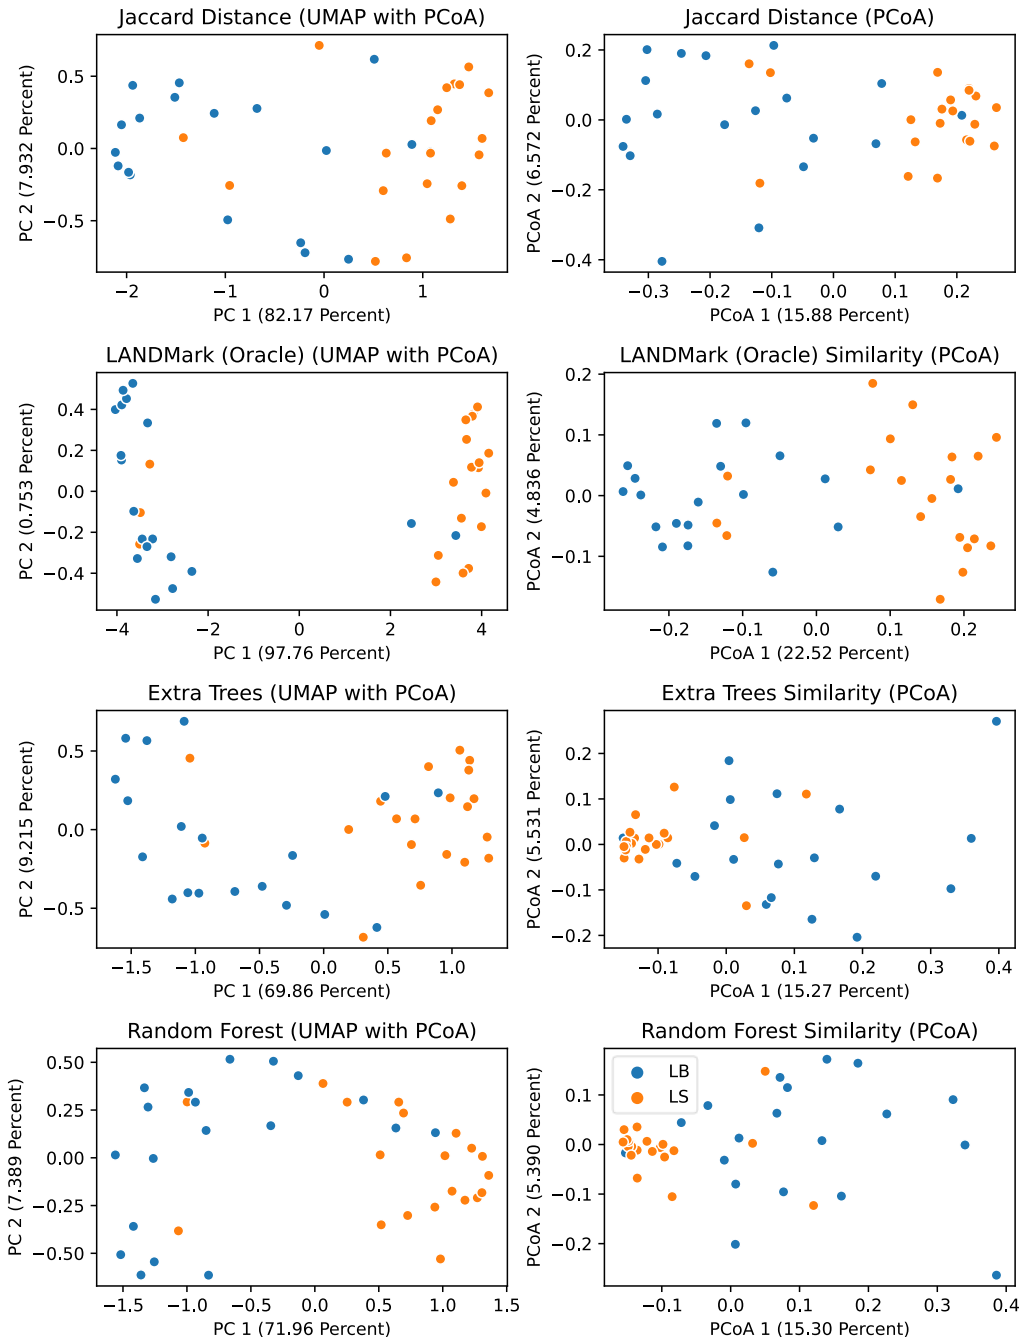 Jaccard Distance (UMAP with PCoA)
0.5
0.0
−0.5
PC 2 (7.932 Percent)
−2 −1 0 1
PC 1 (82.17 Percent)
Jaccard Distance (PCoA)
0.2
0.0
−0.2
−0.4
PCoA 2 (6.572 Percent)
−0.3 −0.2 −0.1 0.0 0.1 0.2
PCoA 1 (15.88 Percent)
LANDMark (Oracle) (UMAP with PCoA)
0.4
0.2
0.0
−0.2
−0.4
PC 2 (0.753 Percent)
−4 −2 0 2 4
PC 1 (97.76 Percent)
LANDMark (Oracle) Similarity (PCoA)
0.2
0.1
0.0
−0.1
PCoA 2 (4.836 Percent)
−0.2 −0.1 0.0 0.1 0.2
PCoA 1 (22.52 Percent)
Extra Trees (UMAP with PCoA)
0.5
0.0
−0.5
PC 2 (9.215 Percent)
−1.5 −1.0 −0.5 0.0 0.5 1.0
PC 1 (69.86 Percent)
Extra Trees Similarity (PCoA)
0.2
0.1
0.0
−0.1
−0.2
PCoA 2 (5.531 Percent)
−0.1 0.0 0.1 0.2 0.3 0.4
PCoA 1 (15.27 Percent)
Random Forest (UMAP with PCoA)
0.50
0.25
0.00
−0.25
−0.50
PC 2 (7.389 Percent)
−1.5 −1.0 −0.5 0.0 0.5 1.0 1.5
PC 1 (71.96 Percent)
Random Forest Similarity (PCoA)
LB
LS
0.1
0.0
−0.1
−0.2
PCoA 2 (5.390 Percent)
−0.1 0.0 0.1 0.2 0.3 0.4
PCoA 1 (15.30 Percent)